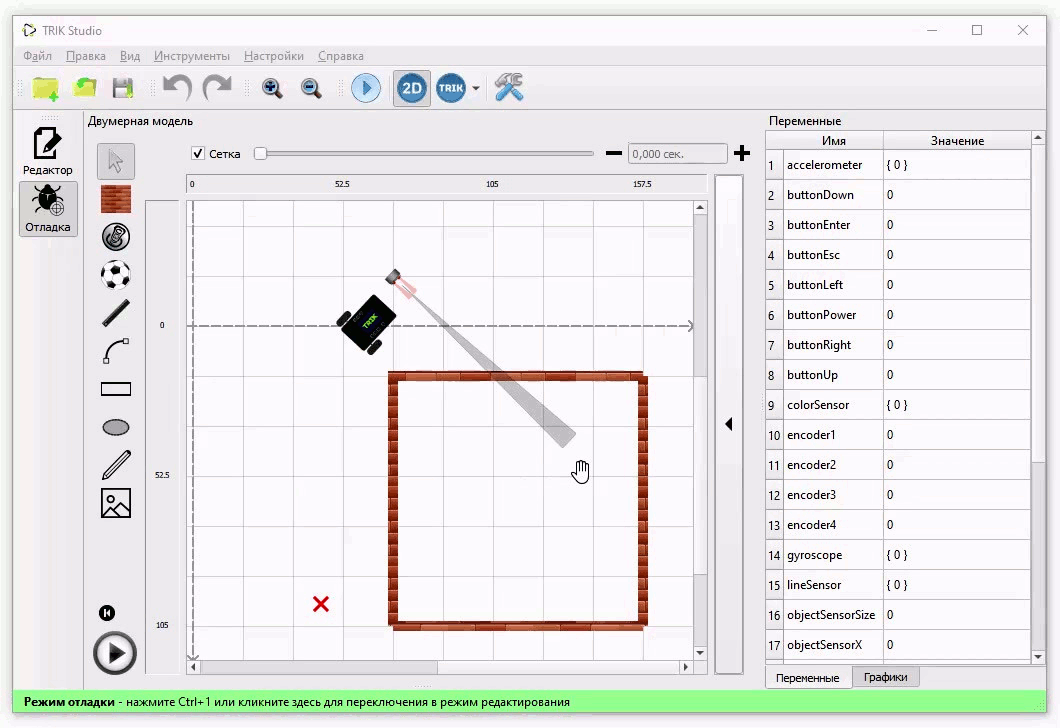 TRIK Studio
Файл Правка Вид Инструменты Настройки Справка
2D TRIK
Редактор
Отладка
Двумерная модель
Сетка 0,000 сек.
0 52.5 105 157.5
0
52.5
105
TRIK
Переменные
Имя Значение
1 accelerometer { 0 }
2 buttonDown 0
3 buttonEnter 0
4 buttonEsc 0
5 buttonLeft 0
6 buttonPower 0
7 buttonRight 0
8 buttonUp 0
9 colorSensor { 0 }
10 encoder1 0
11 encoder2 0
12 encoder3 0
13 encoder4 0
14 gyroscope { 0 }
15 lineSensor { 0 }
16 objectSensorSize 0
17 objectSensorX 0
Переменные Графики
Режим отладки - нажмите Ctrl+1 или кликните здесь для переключения в режим редактирования